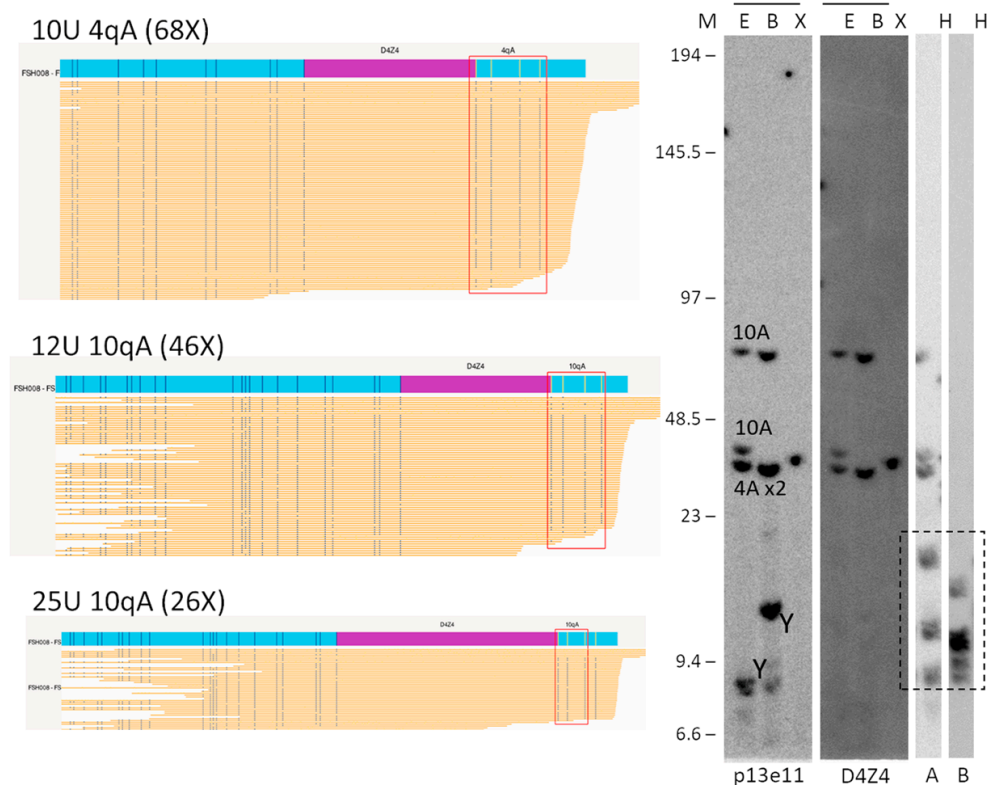 10U 4qA (68X)
D4Z4
4qA
FSH008 - F
12U 10qA (46X)
D4Z4
10qA
FSH008 - FS
25U 10qA (26X)
D4Z4
10qA
FSH008 - FS
FSH008 - FS
M E B X E B X H H
194 –
145.5 –
97 –
10A
48.5 –
10A
4A x2
23 –
Y
9.4 –
Y
6.6 –
p13e11 D4Z4 A B